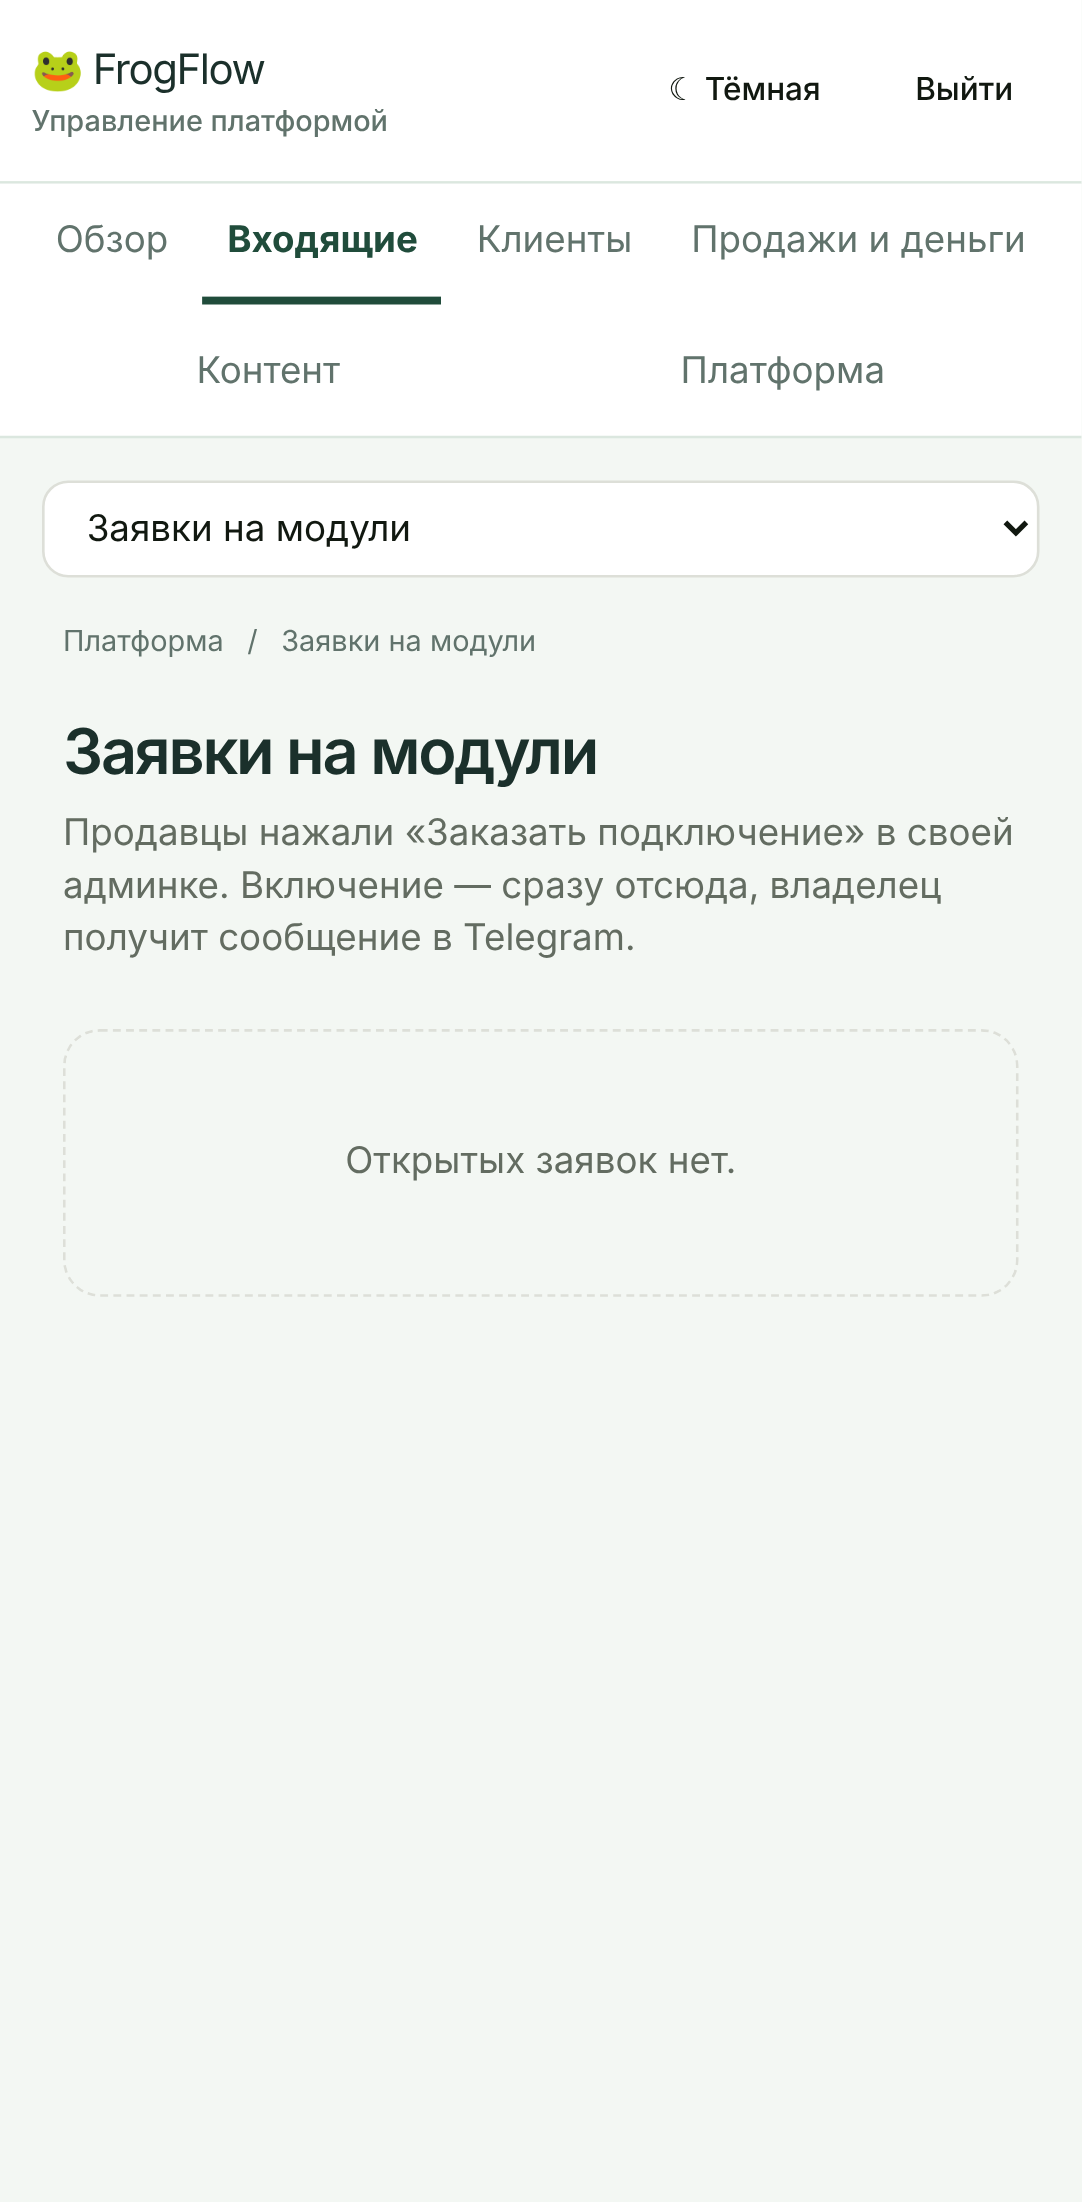 🐸 FrogFlow
Управление платформой
☾ Тёмная
Выйти
Обзор
Входящие
Клиенты
Продажи и деньги
Контент
Платформа
Заявки на модули
Платформа / Заявки на модули
Заявки на модули
Продавцы нажали «Заказать подключение» в своей
админке. Включение — сразу отсюда, владелец
получит сообщение в Telegram.
Открытых заявок нет.